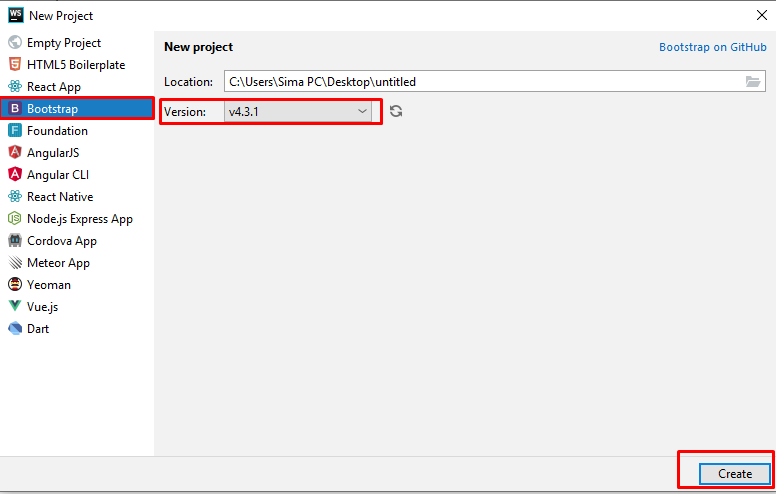 WS New Project
Empty Project
HTML5 Boilerplate
React App
B Bootstrap
F Foundation
AngularJS
Angular CLI
React Native
Node.js Express App
Cordova App
Meteor App
Yeoman
Vue.js
Dart
New project
Bootstrap on GitHub
Location: C:\Users\Sima PC\Desktop\untitled
Version: v4.3.1
Create